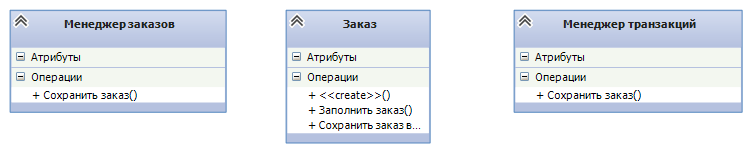 Менеджер заказов
Атрибуты
Операции
+ Сохранить заказ()
Заказ
Атрибуты
Операции
+ <<create>>()
+ Заполнить заказ()
+ Сохранить заказ в...
Менеджер транзакций
Атрибуты
Операции
+ Сохранить заказ()